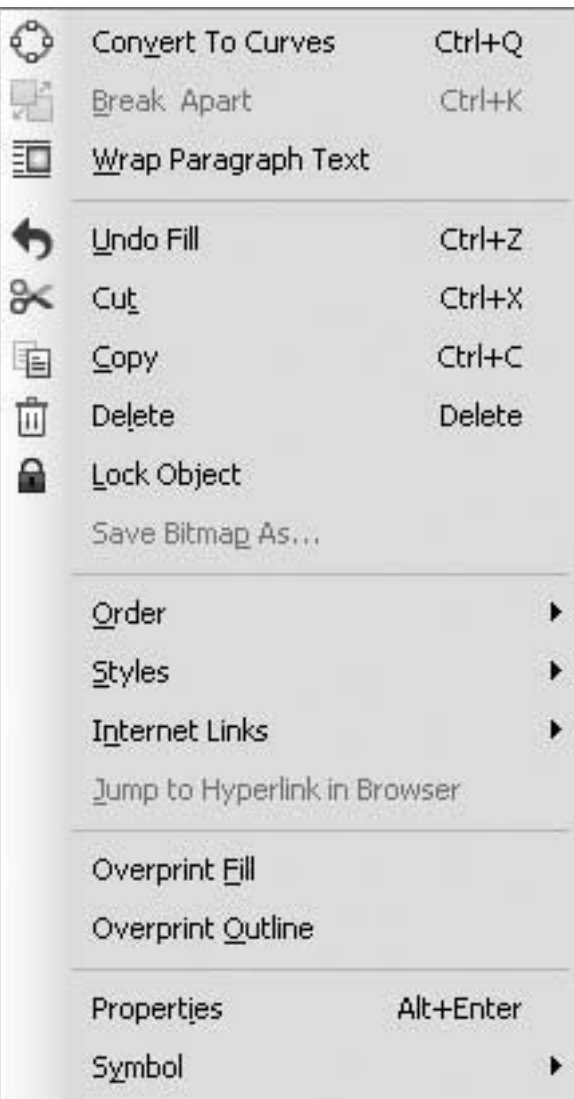 Convert To Curves Ctrl+Q
Break Apart Ctrl+K
Wrap Paragraph Text
Undo Fill Ctrl+Z
Cut Ctrl+X
Copy Ctrl+C
Delete Delete
Lock Object
Save Bitmap As...
Order
Styles
Internet Links
Jump to Hyperlink in Browser
Overprint Fill
Overprint Outline
Properties Alt+Enter
Symbol